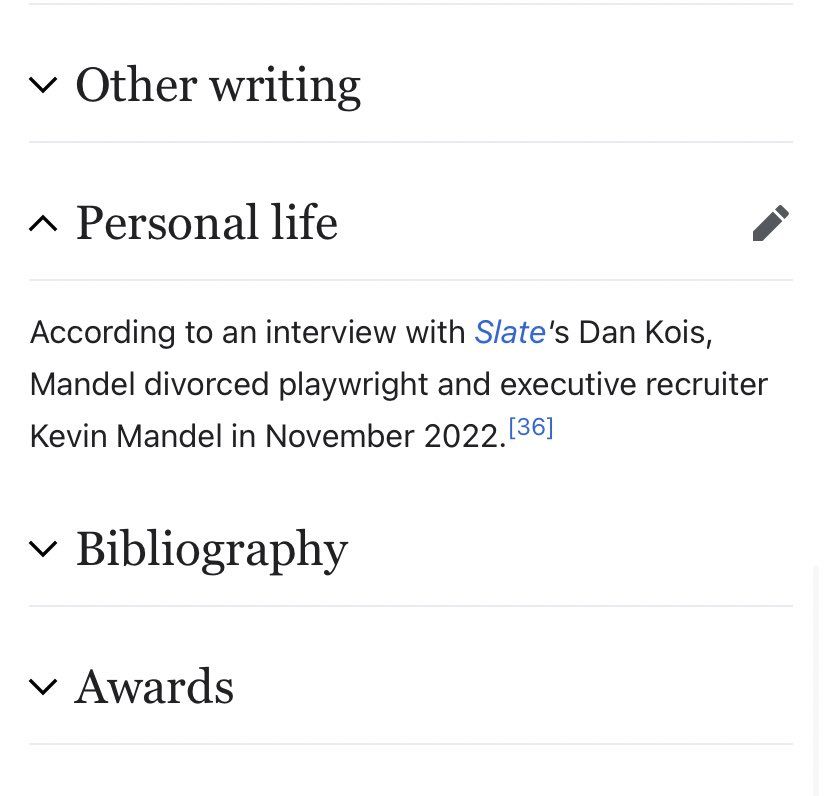 Other writing
Personal life
According to an interview with Slate's Dan Kois,
Mandel divorced playwright and executive recruiter
Kevin Mandel in November 2022.[36]
Bibliography
Awards